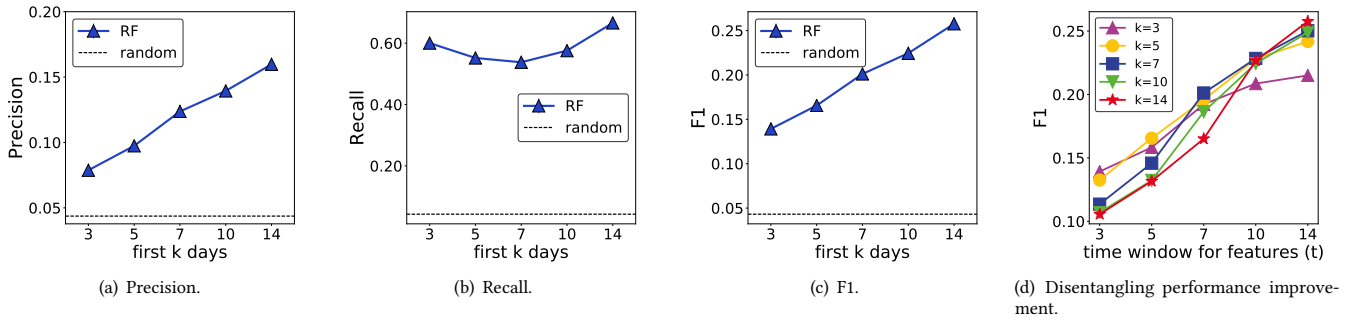 0.20
0.15
0.10
0.05
Precision
RF
random
3 5 7 10 14
first k days
(a) Precision.
0.60
0.40
0.20
Recall
RF
random
3 5 7 10 14
first k days
(b) Recall.
0.25
0.20
0.15
0.10
0.05
F1
RF
random
3 5 7 10 14
first k days
(c) F1.
0.25
0.20
0.15
0.10
F1
k=3
k=5
k=7
k=10
k=14
3 5 7 10 14
time window for features (t)
(d) Disentangling performance improve-
ment.